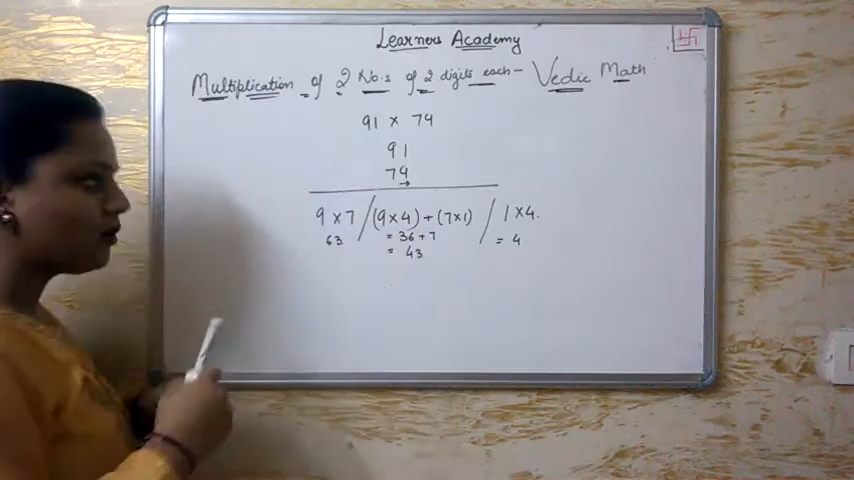 Learners Academy
Multiplication of 2 No.s of 2 digits each - Vedic Math
91 × 74
91
74
9×7 / (9×4)+(7×1) / 1×4.
63 = 36+7 = 4
= 43